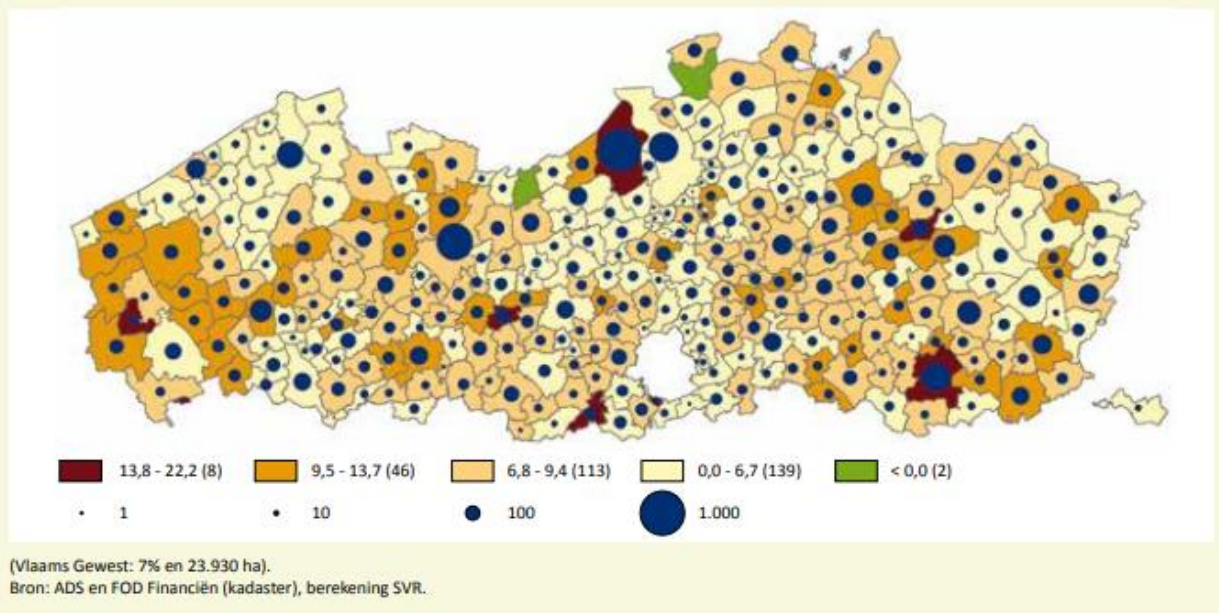 13,8 - 22,2 (8) 9,5 - 13,7 (46) 6,8 - 9,4 (113) 0,0 - 6,7 (139) < 0,0 (2)
1 10 100 1.000
(Vlaams Gewest: 7% en 23.930 ha).
Bron: ADS en FOD Financiën (kadaster), berekening SVR.